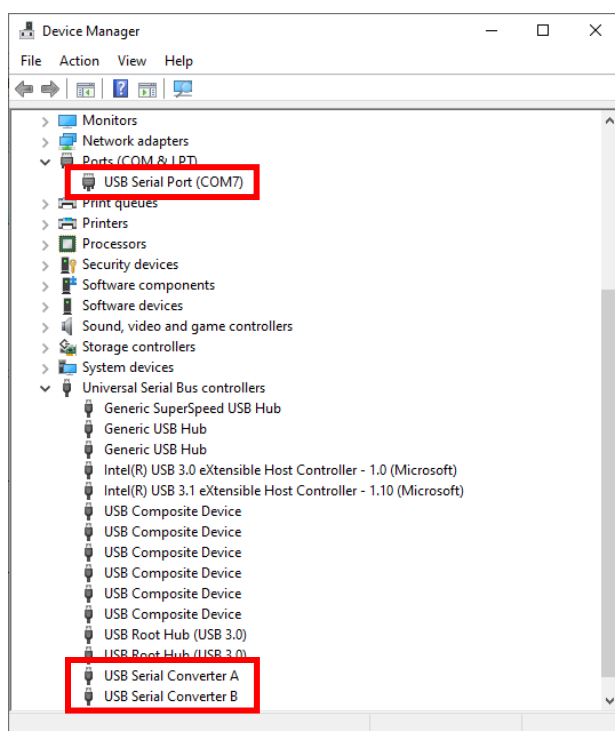 Device Manager
File Action View Help
Monitors
Network adapters
Ports (COM & LPT)
USB Serial Port (COM7)
Print queues
Printers
Processors
Security devices
Software components
Software devices
Sound, video and game controllers
Storage controllers
System devices
Universal Serial Bus controllers
Generic SuperSpeed USB Hub
Generic USB Hub
Generic USB Hub
Intel(R) USB 3.0 eXtensible Host Controller - 1.0 (Microsoft)
Intel(R) USB 3.1 eXtensible Host Controller - 1.10 (Microsoft)
USB Composite Device
USB Composite Device
USB Composite Device
USB Composite Device
USB Composite Device
USB Composite Device
USB Root Hub (USB 3.0)
USB Root Hub (USB 3.0)
USB Serial Converter A
USB Serial Converter B